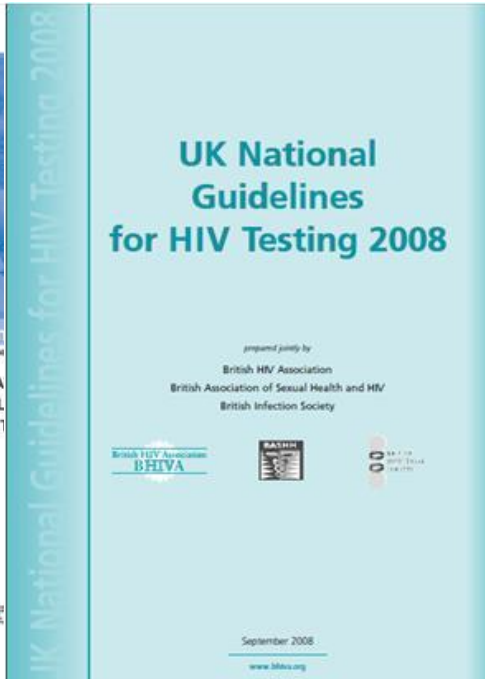 UK National Guidelines for HIV Testing 2008
UK National
Guidelines
for HIV Testing 2008
prepared jointly by
British HIV Association
British Association of Sexual Health and HIV
British Infection Society
British HIV Association
BHIVA
BASHH
September 2008
www.bhiva.org